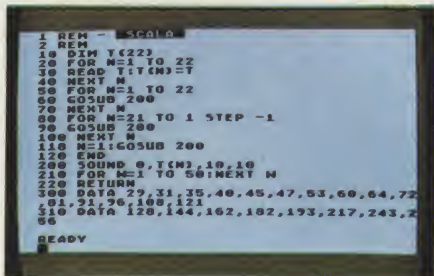 1 REM - SCALA
2 REM
10 DIM T(22)
20 FOR N=1 TO 22
30 READ T:T(N)=T
40 NEXT N
50 FOR N=1 TO 22
60 GOSUB 200
70 NEXT N
80 FOR N=21 TO 1 STEP -1
90 GOSUB 200
100 NEXT N
110 N=1:GOSUB 200
120 END
200 SOUND 0,T(N),10,10
210 FOR W=1 TO 50:NEXT W
220 RETURN
300 DATA 29,31,35,40,45,47,53,60,64,72
,81,91,96,108,121
310 DATA 128,144,162,182,193,217,243,2
56
READY